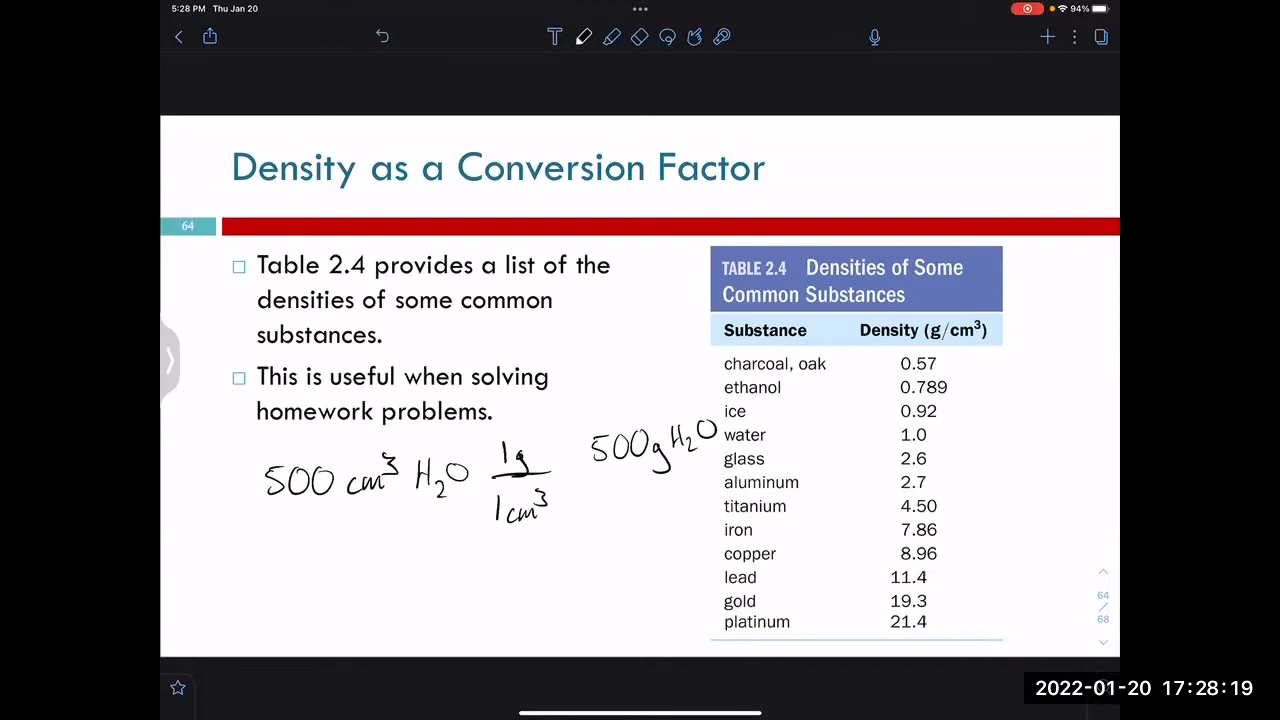 5:28 PM Thu Jan 20
94%
Density as a Conversion Factor
64
Table 2.4 provides a list of the
densities of some common
substances.
This is useful when solving
homework problems.
500 cm³ H₂O 1g
1cm³
500g H₂O
TABLE 2.4 Densities of Some
Common Substances
Substance Density (g/cm³)
charcoal, oak 0.57
ethanol 0.789
ice 0.92
water 1.0
glass 2.6
aluminum 2.7
titanium 4.50
iron 7.86
copper 8.96
lead 11.4
gold 19.3
platinum 21.4
64
/
68
2022-01-20 17:28:19